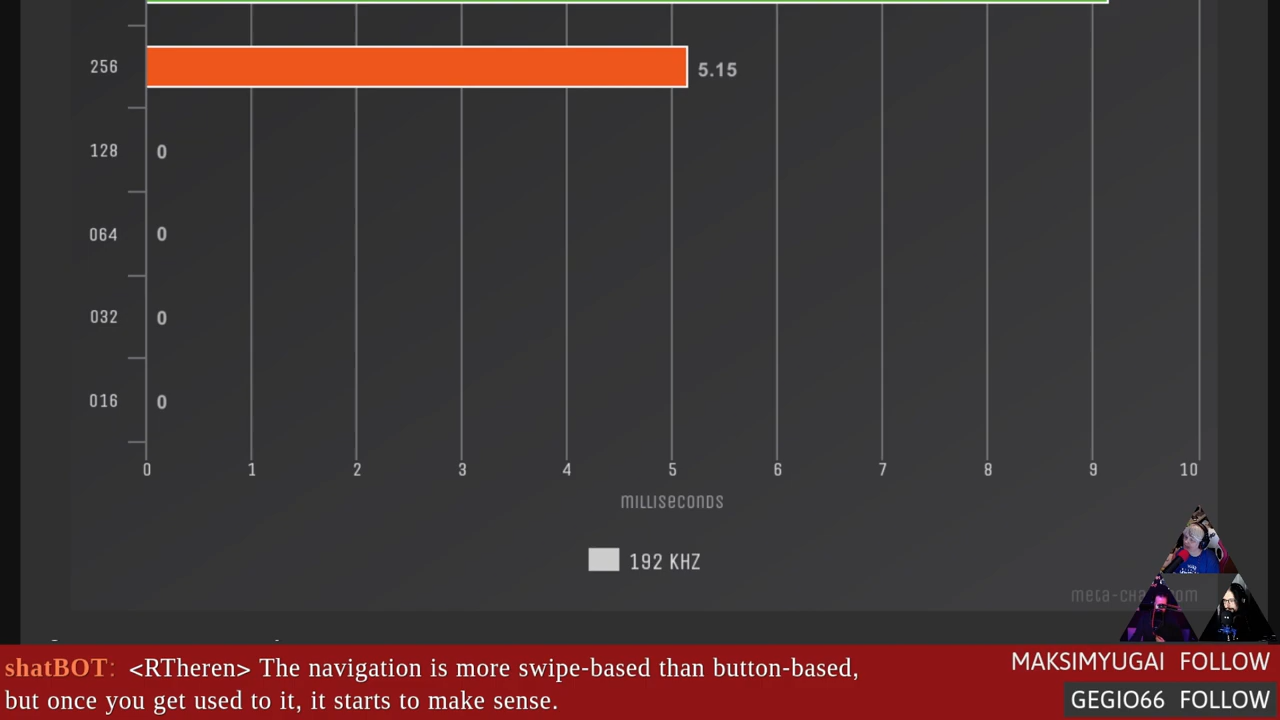 256
5.15
128
0
064
0
032
0
016
0
0 1 2 3 4 5 6 7 8 9 10
milliseconds
192 KHZ
shatBOT: <RTheren> The navigation is more swipe-based than button-based,
but once you get used to it, it starts to make sense.
MAKSIMYUGAI FOLLOW
GEGIO66 FOLLOW